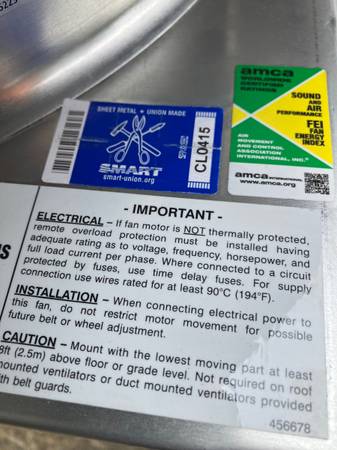 amca
WORLDWIDE
CERTIFIED
RATINGS
SOUND
AND
AIR
PERFORMANCE
FEI
FAN
ENERGY
INDEX
AIR
MOVEMENT
AND CONTROL
ASSOCIATION
INTERNATIONAL, INC.®
amca INTERNATIONAL
www.amca.org
SHEET METAL • UNION MADE
SMART
smart-union.org
CL0415
- IMPORTANT -
ELECTRICAL – If fan motor is NOT thermally protected,
remote overload protection must be installed having
adequate rating as to voltage, frequency, horsepower, and
full load current per phase. Where connected to a circuit
protected by fuses, use time delay fuses. For supply
connection use wires rated for at least 90°C (194°F).
INSTALLATION – When connecting electrical power to
this fan, do not restrict motor movement for possible
future belt or wheel adjustment.
CAUTION – Mount with the lowest moving part at least
8ft (2.5m) above floor or grade level. Not required on roof
mounted ventilators or duct mounted ventilators provided
with belt guards.
456678